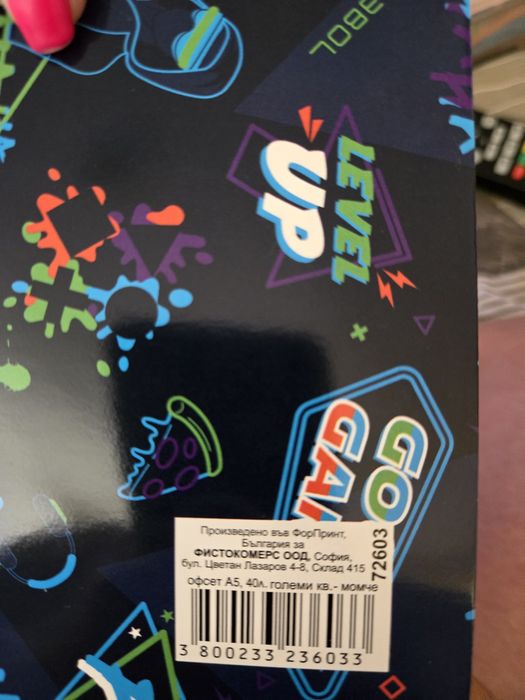 ЗBOL
LEVEL
UP
GO
GA
Произведено във ФорПринт,
България за
ФИСТОКОМЕРС ООД, София,
бул. Цветан Лазаров 4-8, Склад 415
72603
офсет А5, 40л. големи кв.- момче
3 800233 236033